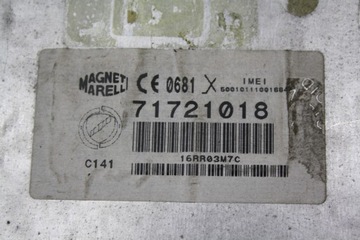 MAGNETI MARELLI CE 0681 X IMEI
71721018
16RR03M7C
C141